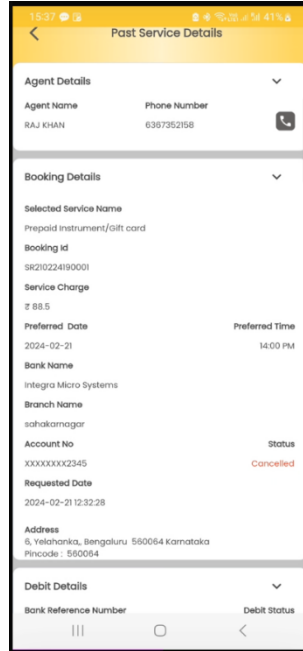 15:37
41%
Past Service Details
Agent Details
Agent Name Phone Number
RAJ KHAN 6367352158
Booking Details
Selected Service Name
Prepaid Instrument/Gift card
Booking Id
SR210224190001
Service Charge
₹ 88.5
Preferred Date Preferred Time
2024-02-21 14:00 PM
Bank Name
Integra Micro Systems
Branch Name
sahakarnagar
Account No Status
XXXXXXXX2345 Cancelled
Requested Date
2024-02-21 12:32:28
Address
6, Yelahanka,, Bengaluru 560064 Karnataka
Pincode : 560064
Debit Details
Bank Reference Number Debit Status